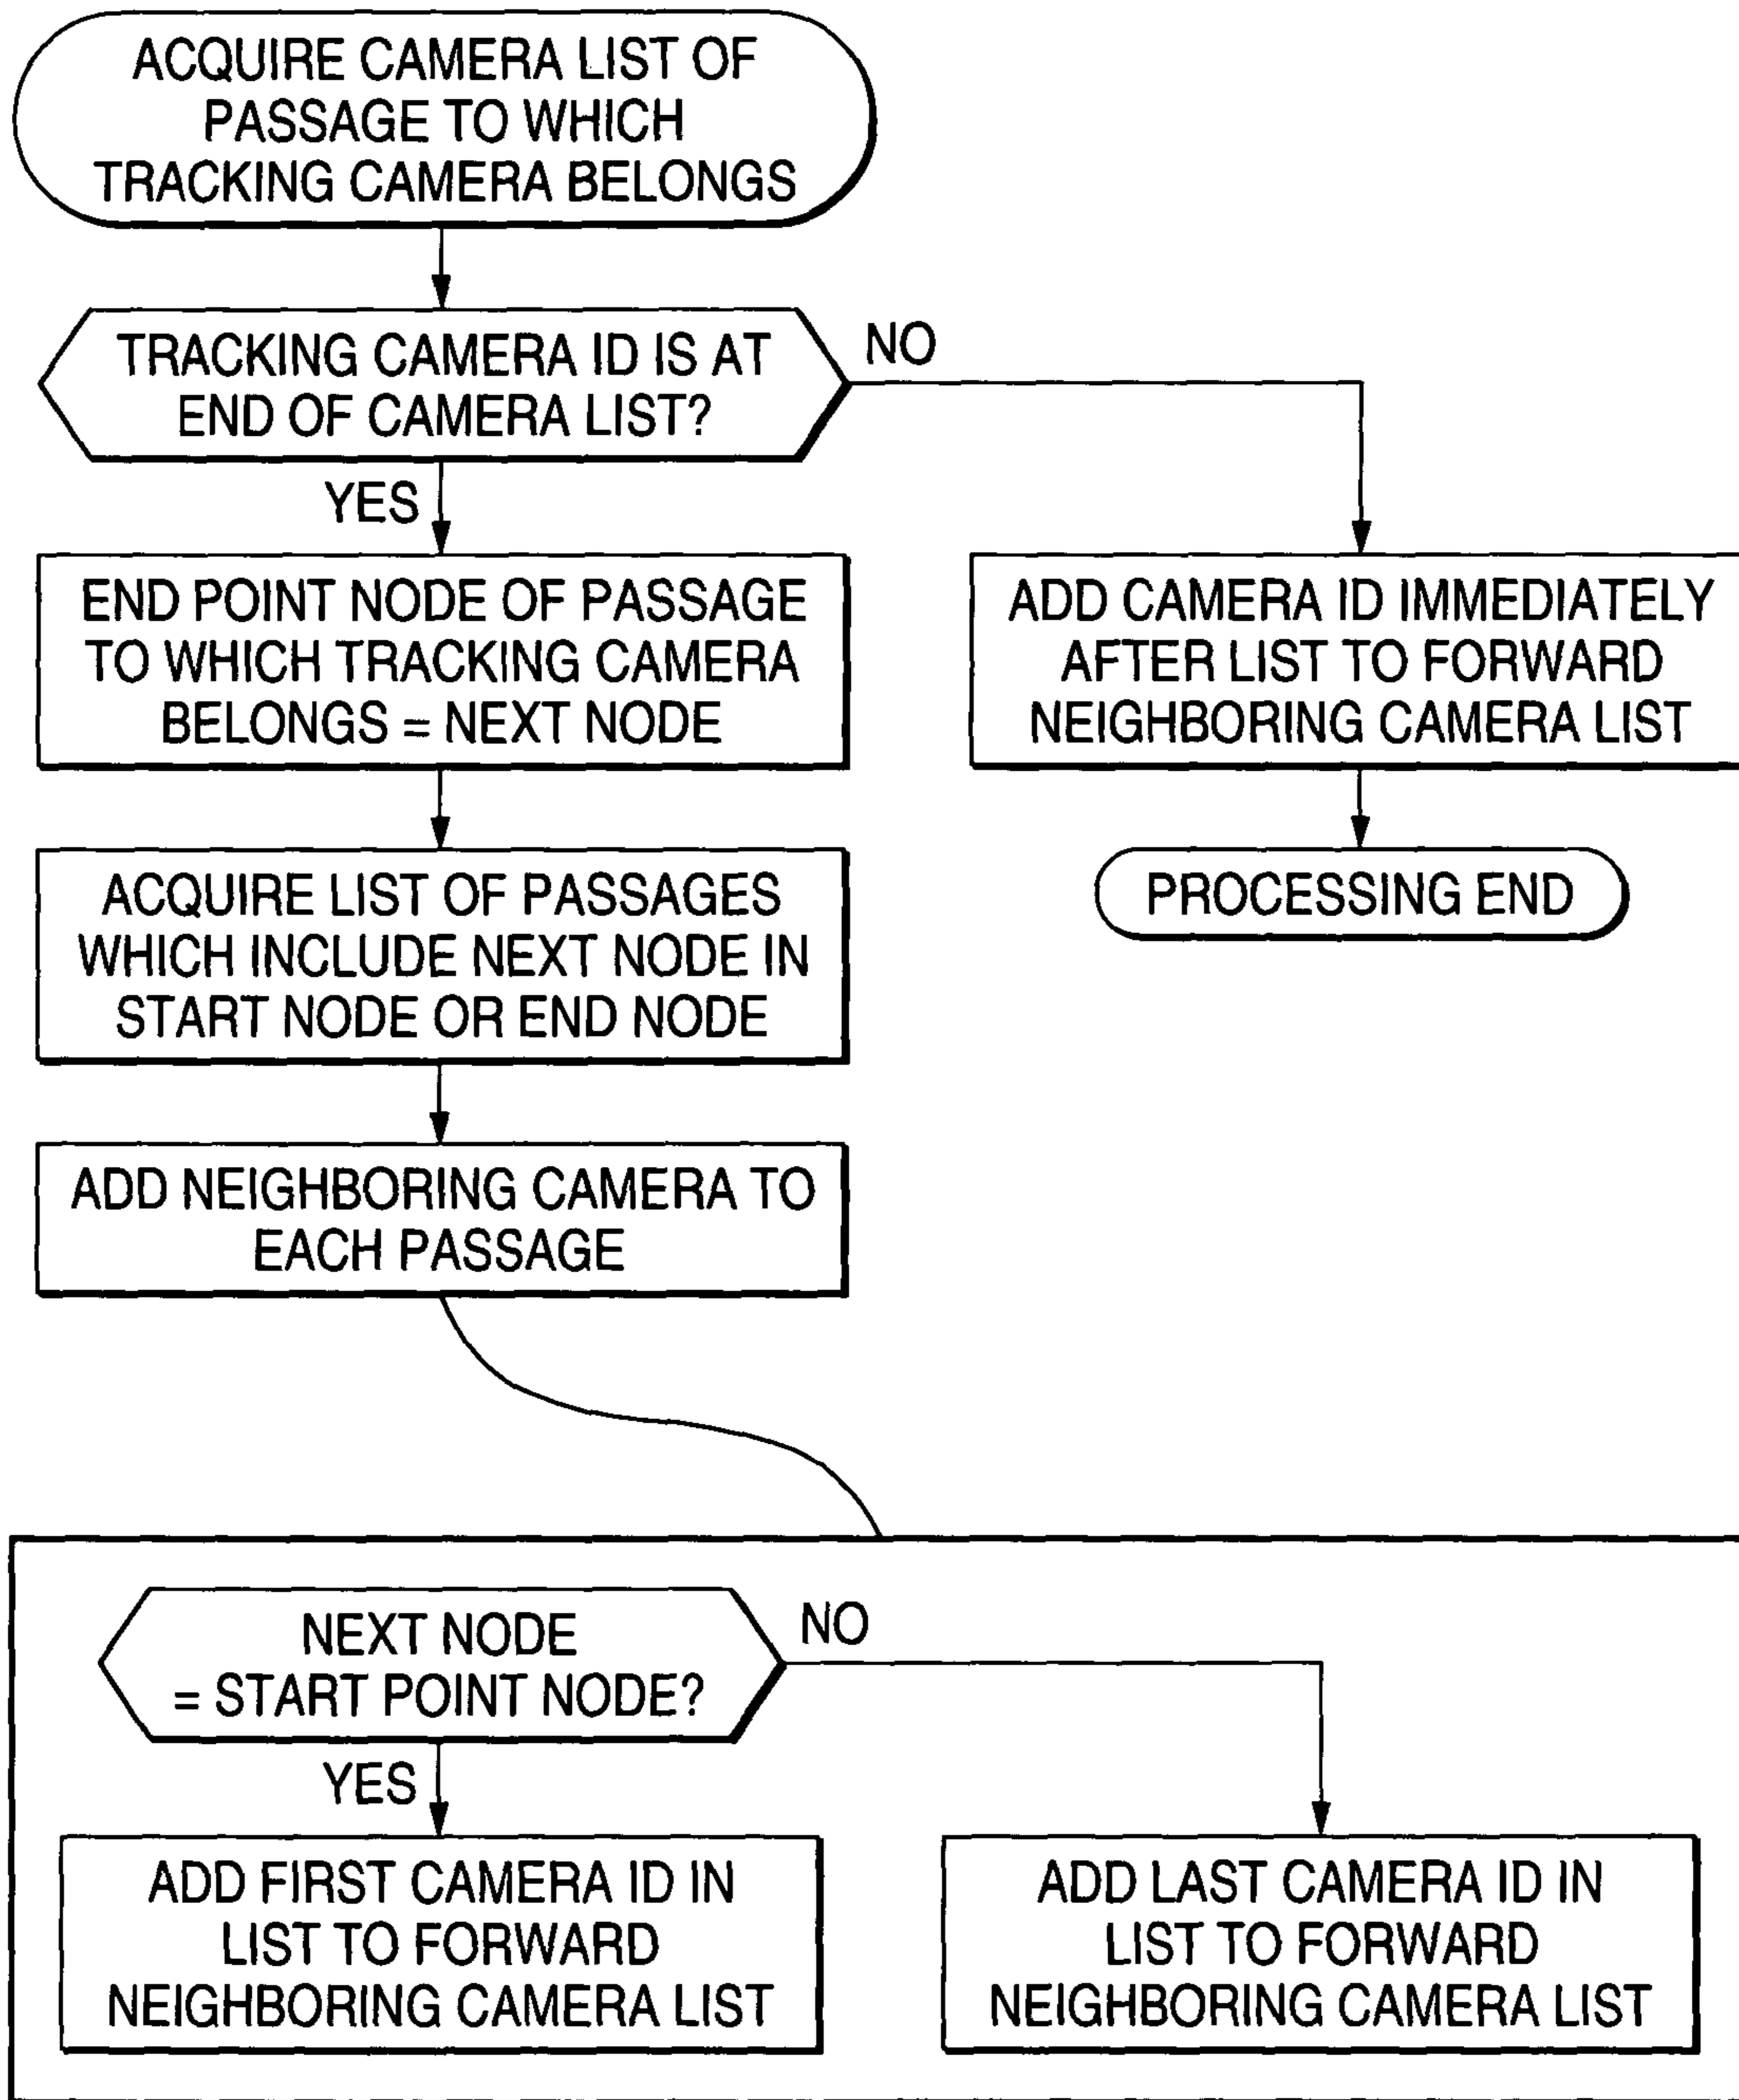 ACQUIRE CAMERA LIST OF
PASSAGE TO WHICH
TRACKING CAMERA BELONGS
TRACKING CAMERA ID IS AT
END OF CAMERA LIST?
NO
YES
END POINT NODE OF PASSAGE
TO WHICH TRACKING CAMERA
BELONGS = NEXT NODE
ADD CAMERA ID IMMEDIATELY
AFTER LIST TO FORWARD
NEIGHBORING CAMERA LIST
ACQUIRE LIST OF PASSAGES
WHICH INCLUDE NEXT NODE IN
START NODE OR END NODE
PROCESSING END
ADD NEIGHBORING CAMERA TO
EACH PASSAGE
NEXT NODE
= START POINT NODE?
NO
YES
ADD FIRST CAMERA ID IN
LIST TO FORWARD
NEIGHBORING CAMERA LIST
ADD LAST CAMERA ID IN
LIST TO FORWARD
NEIGHBORING CAMERA LIST